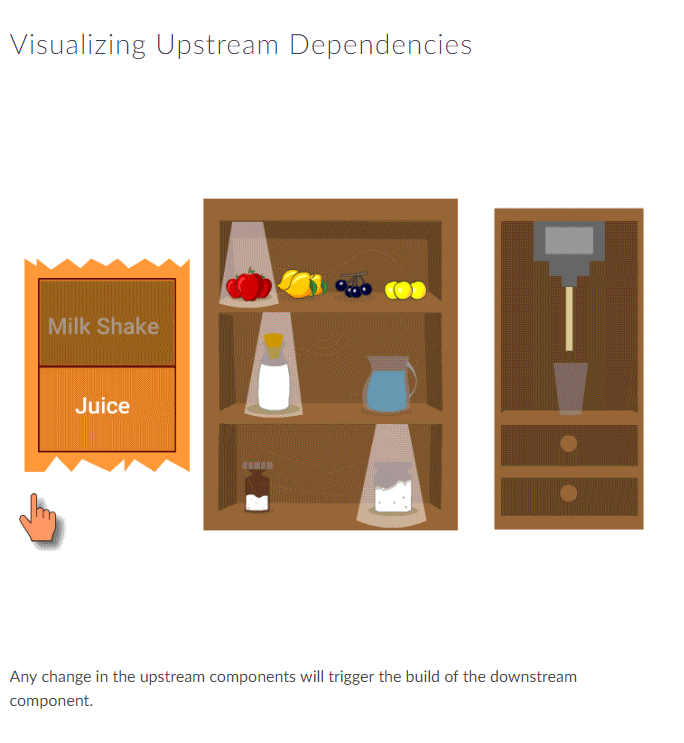 Visualizing Upstream Dependencies
Milk Shake
Juice
Any change in the upstream components will trigger the build of the downstream
component.